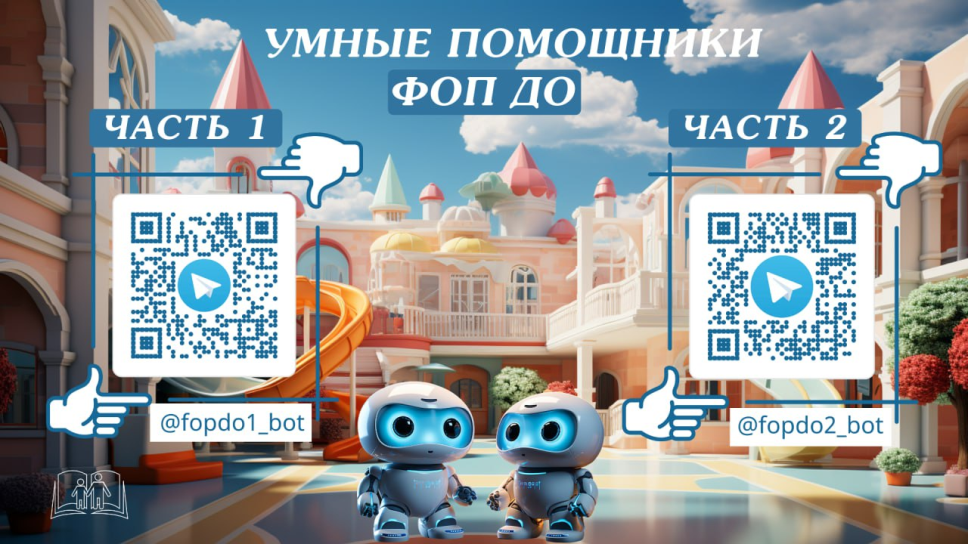 УМНЫЕ ПОМОЩНИКИ
ФОП ДО
ЧАСТЬ 1
ЧАСТЬ 2
@fopdo1_bot
@fopdo2_bot